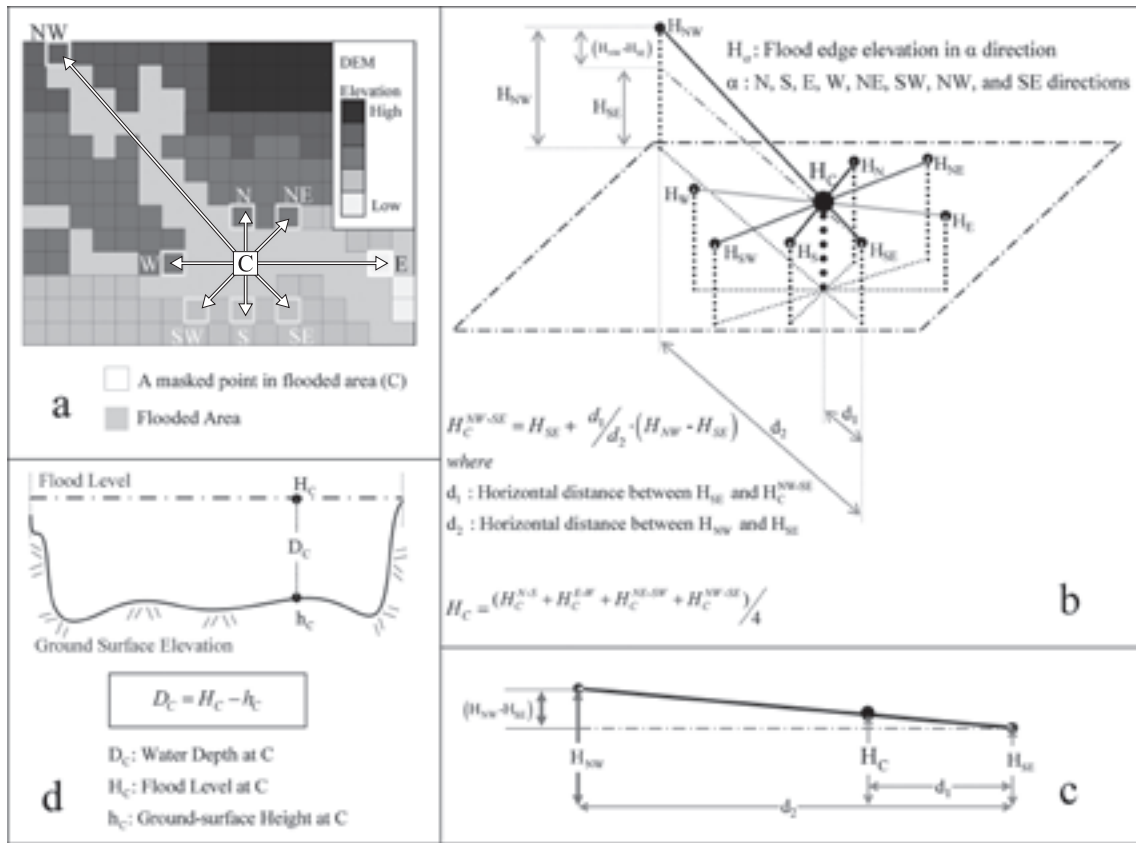 NW
DEM
Elevation
High
Low
N
NE
W
C
E
SW
S
SE
A masked point in flooded area (C)
Flooded Area
a
H_NW
(H_NW-H_SE)
H_NW
H_SE
H_α: Flood edge elevation in α direction
α : N, S, E, W, NE, SW, NW, and SE directions
H_C
H_N
H_NE
H_W
H_E
H_SW
H_S
H_SE
d_1
d_2
H_C^NW-SE = H_SE + d_1/d_2 · (H_NW - H_SE)
where
d_1 : Horizontal distance between H_SE and H_C^NW-SE
d_2 : Horizontal distance between H_NW and H_SE
H_C = (H_C^N-S + H_C^E-W + H_C^NE-SW + H_C^NW-SE)/4
b
(H_NW-H_SE)
H_NW
H_C
H_SE
d_1
d_2
c
Flood Level
H_C
D_C
h_C
Ground Surface Elevation
D_C = H_C - h_C
D_C: Water Depth at C
H_C: Flood Level at C
h_C: Ground-surface Height at C
d